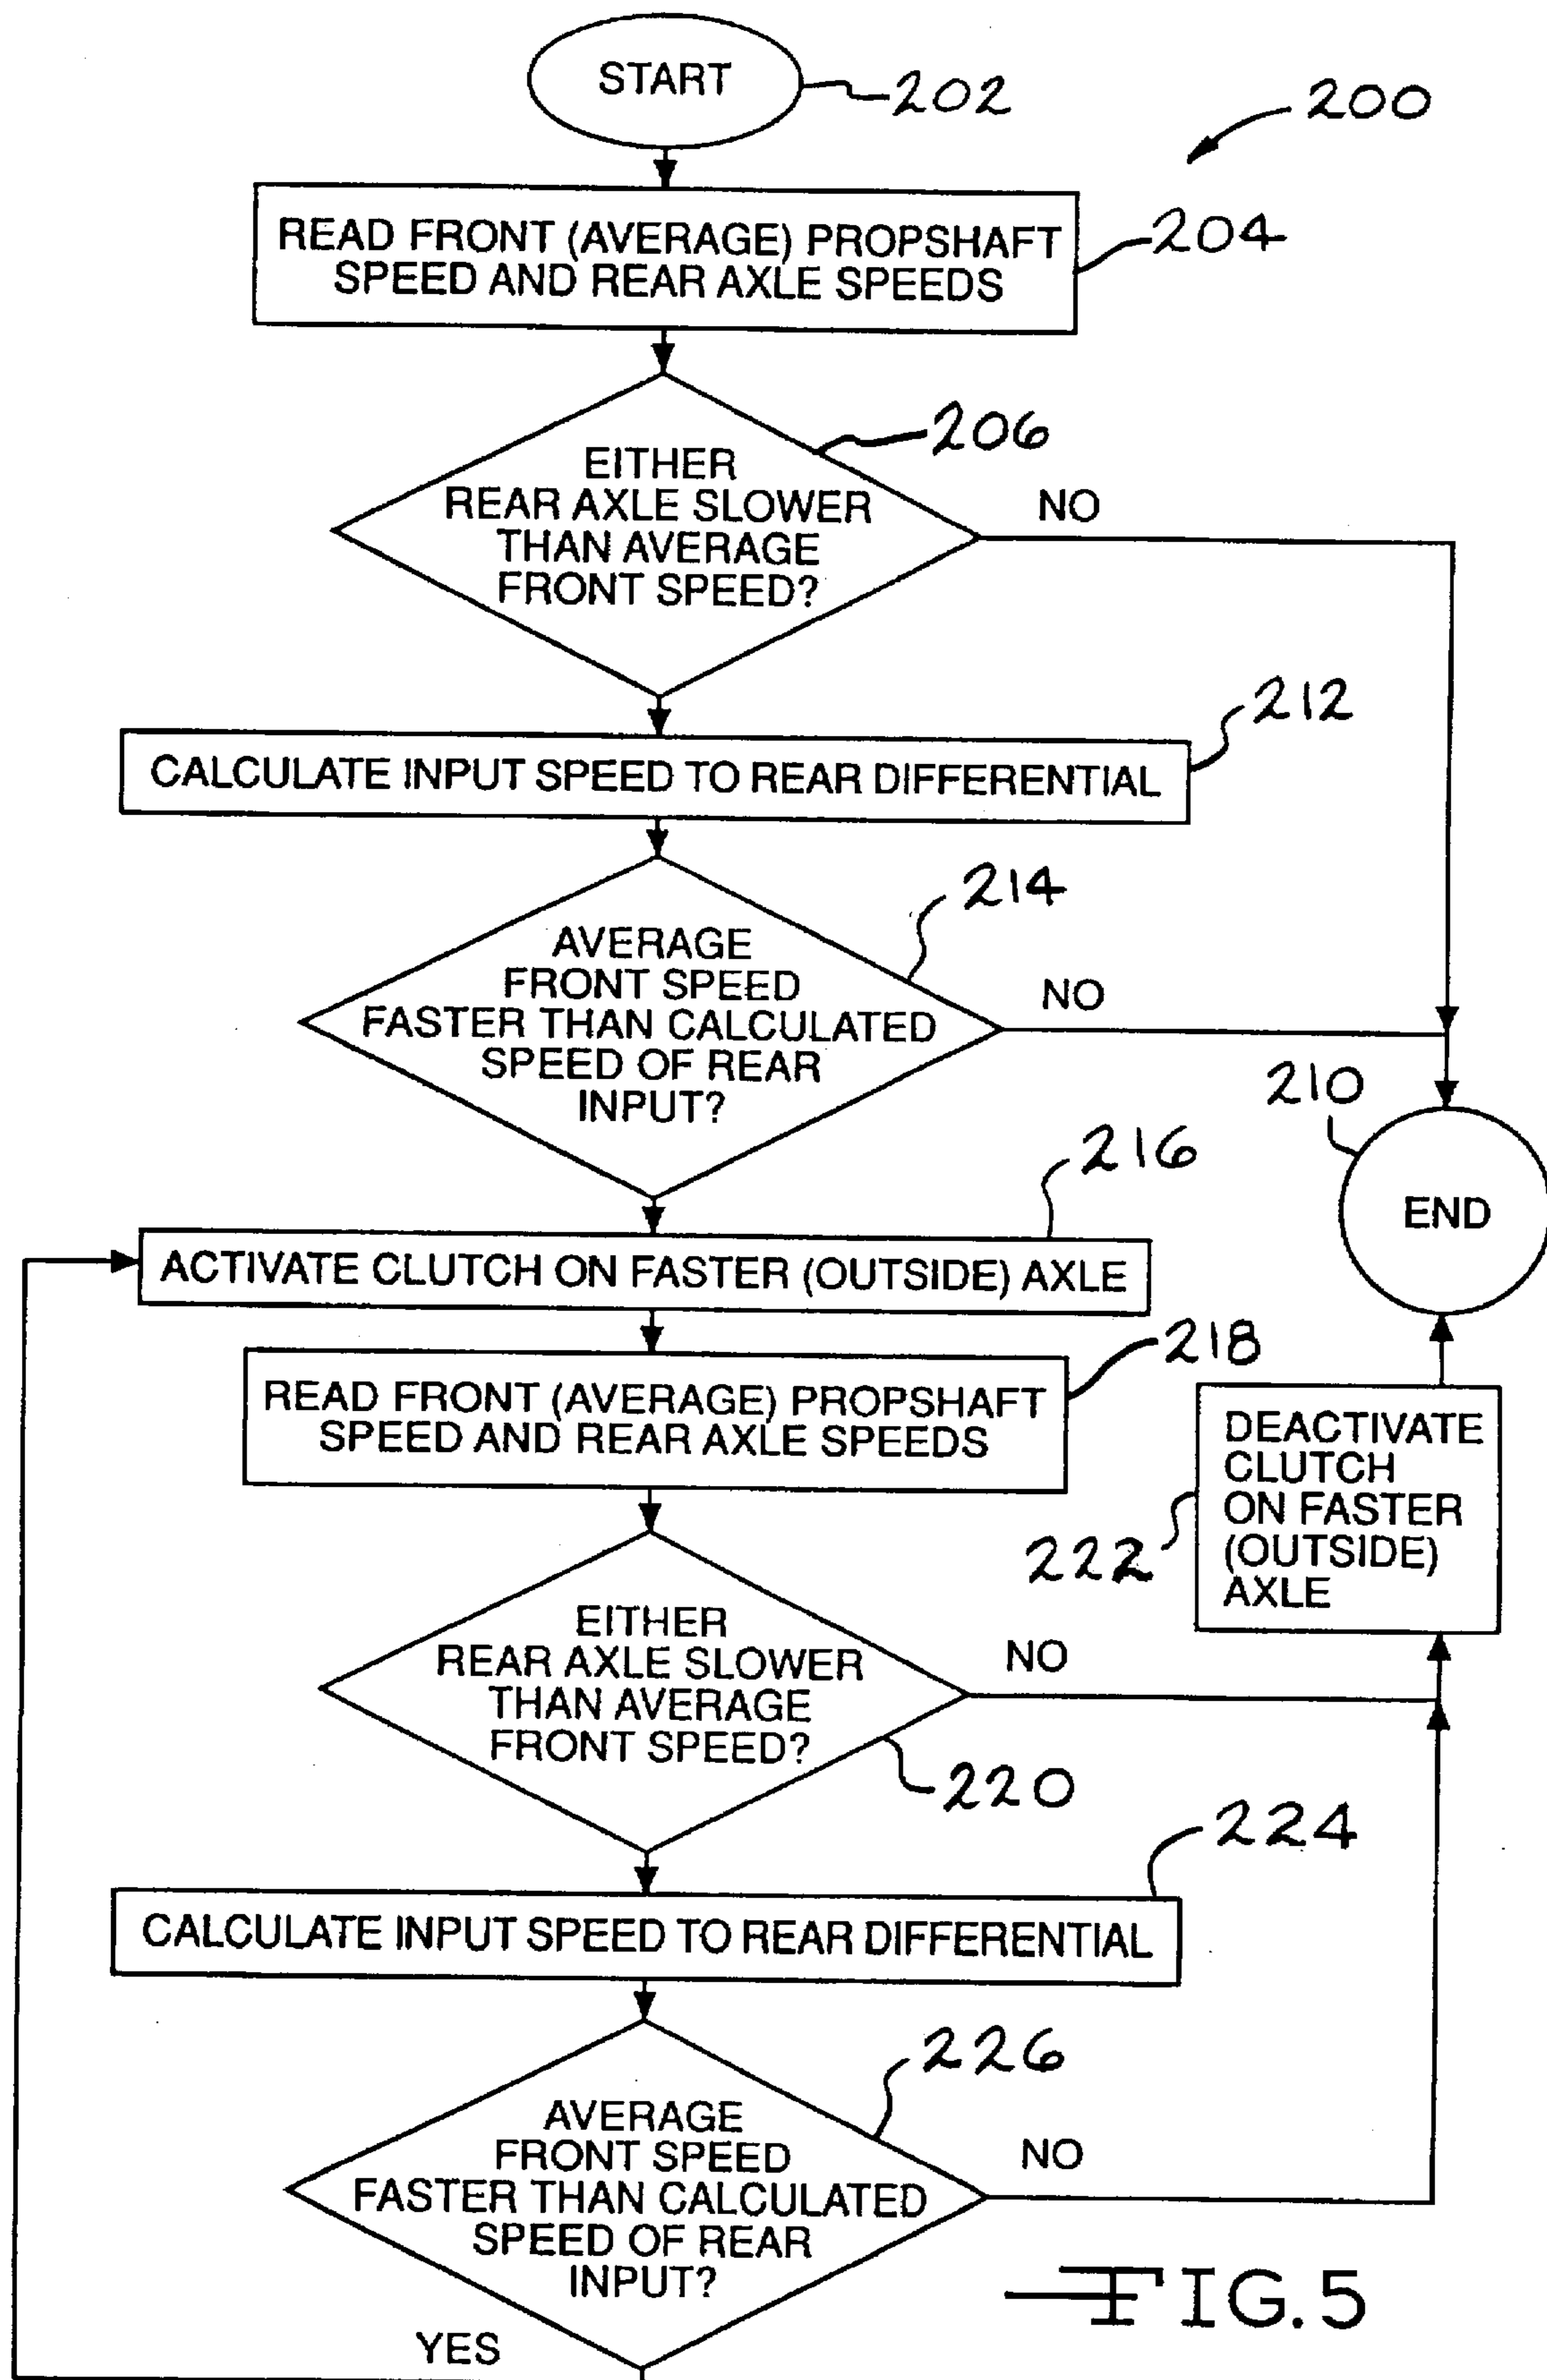 START
202
200
READ FRONT (AVERAGE) PROPSHAFT
SPEED AND REAR AXLE SPEEDS
204
EITHER
REAR AXLE SLOWER
THAN AVERAGE
FRONT SPEED?
206
NO
212
CALCULATE INPUT SPEED TO REAR DIFFERENTIAL
214
AVERAGE
FRONT SPEED
FASTER THAN CALCULATED
SPEED OF REAR
INPUT?
NO
210
END
216
ACTIVATE CLUTCH ON FASTER (OUTSIDE) AXLE
218
READ FRONT (AVERAGE) PROPSHAFT
SPEED AND REAR AXLE SPEEDS
DEACTIVATE
CLUTCH
ON FASTER
(OUTSIDE)
AXLE
222
EITHER
REAR AXLE SLOWER
THAN AVERAGE
FRONT SPEED?
NO
220
224
CALCULATE INPUT SPEED TO REAR DIFFERENTIAL
226
AVERAGE
FRONT SPEED
FASTER THAN CALCULATED
SPEED OF REAR
INPUT?
NO
YES
FIG. 5